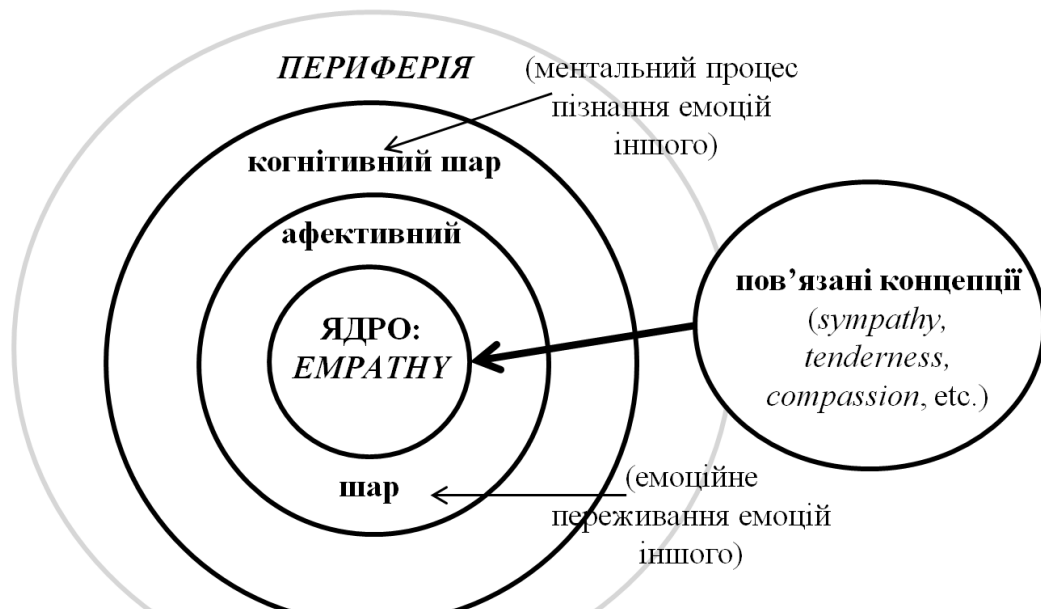 ПЕРИФЕРІЯ
(ментальний процес
пізнання емоцій
іншого)
когнітивний шар
афективний
ЯДРО:
EMPATHY
шар
пов’язані концепції
(sympathy,
tenderness,
compassion, etc.)
(емоційне
переживання емоцій
іншого)